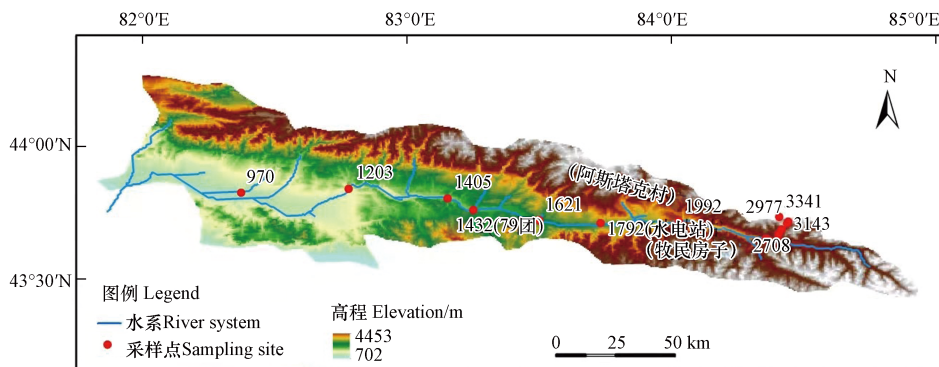 82°0′E 83°0′E 84°0′E 85°0′E
N
44°00′N
43°30′N
970
1203
1405
1432(79团)
1621
(阿斯塔克村)
1792(水电站)
(牧民房子)
1992
2977
3341
3143
2708
图例 Legend
水系River system
采样点Sampling site
高程 Elevation/m
4453
702
0 25 50 km